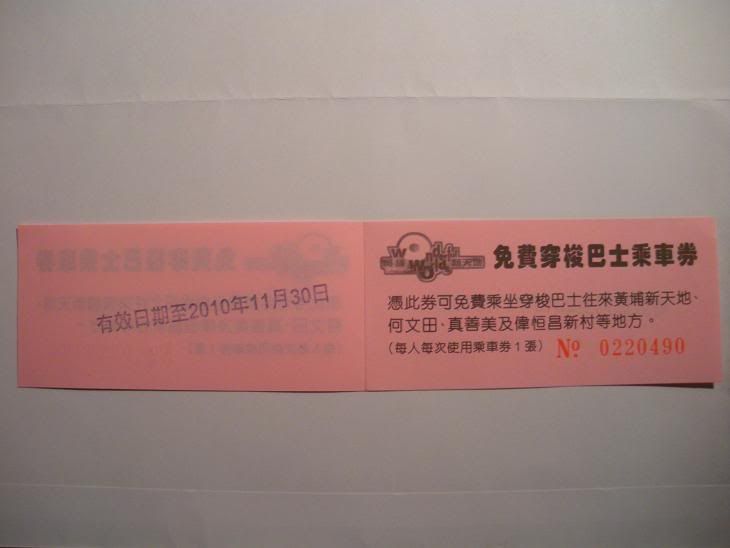 有效日期至2010年11月30日
免費穿梭巴士乘車券
憑此券可免費乘坐穿梭巴士往來黃埔新天地、
何文田、真善美及偉恒昌新村等地方。
(每人每次使用乘車券1張) № 0220490